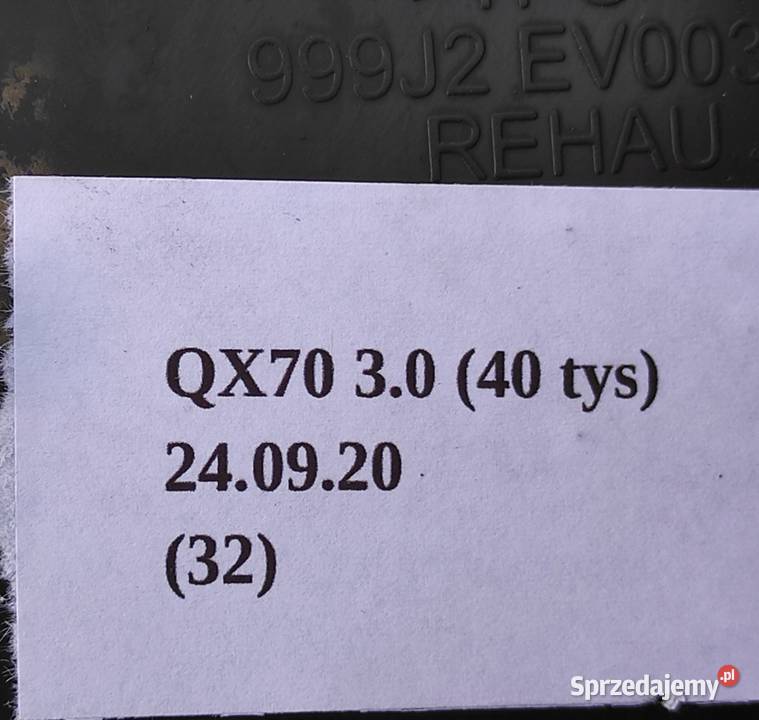 999J2 EV003
REHAU
QX70 3.0 (40 tys)
24.09.20
(32)
Sprzedajemy.pl